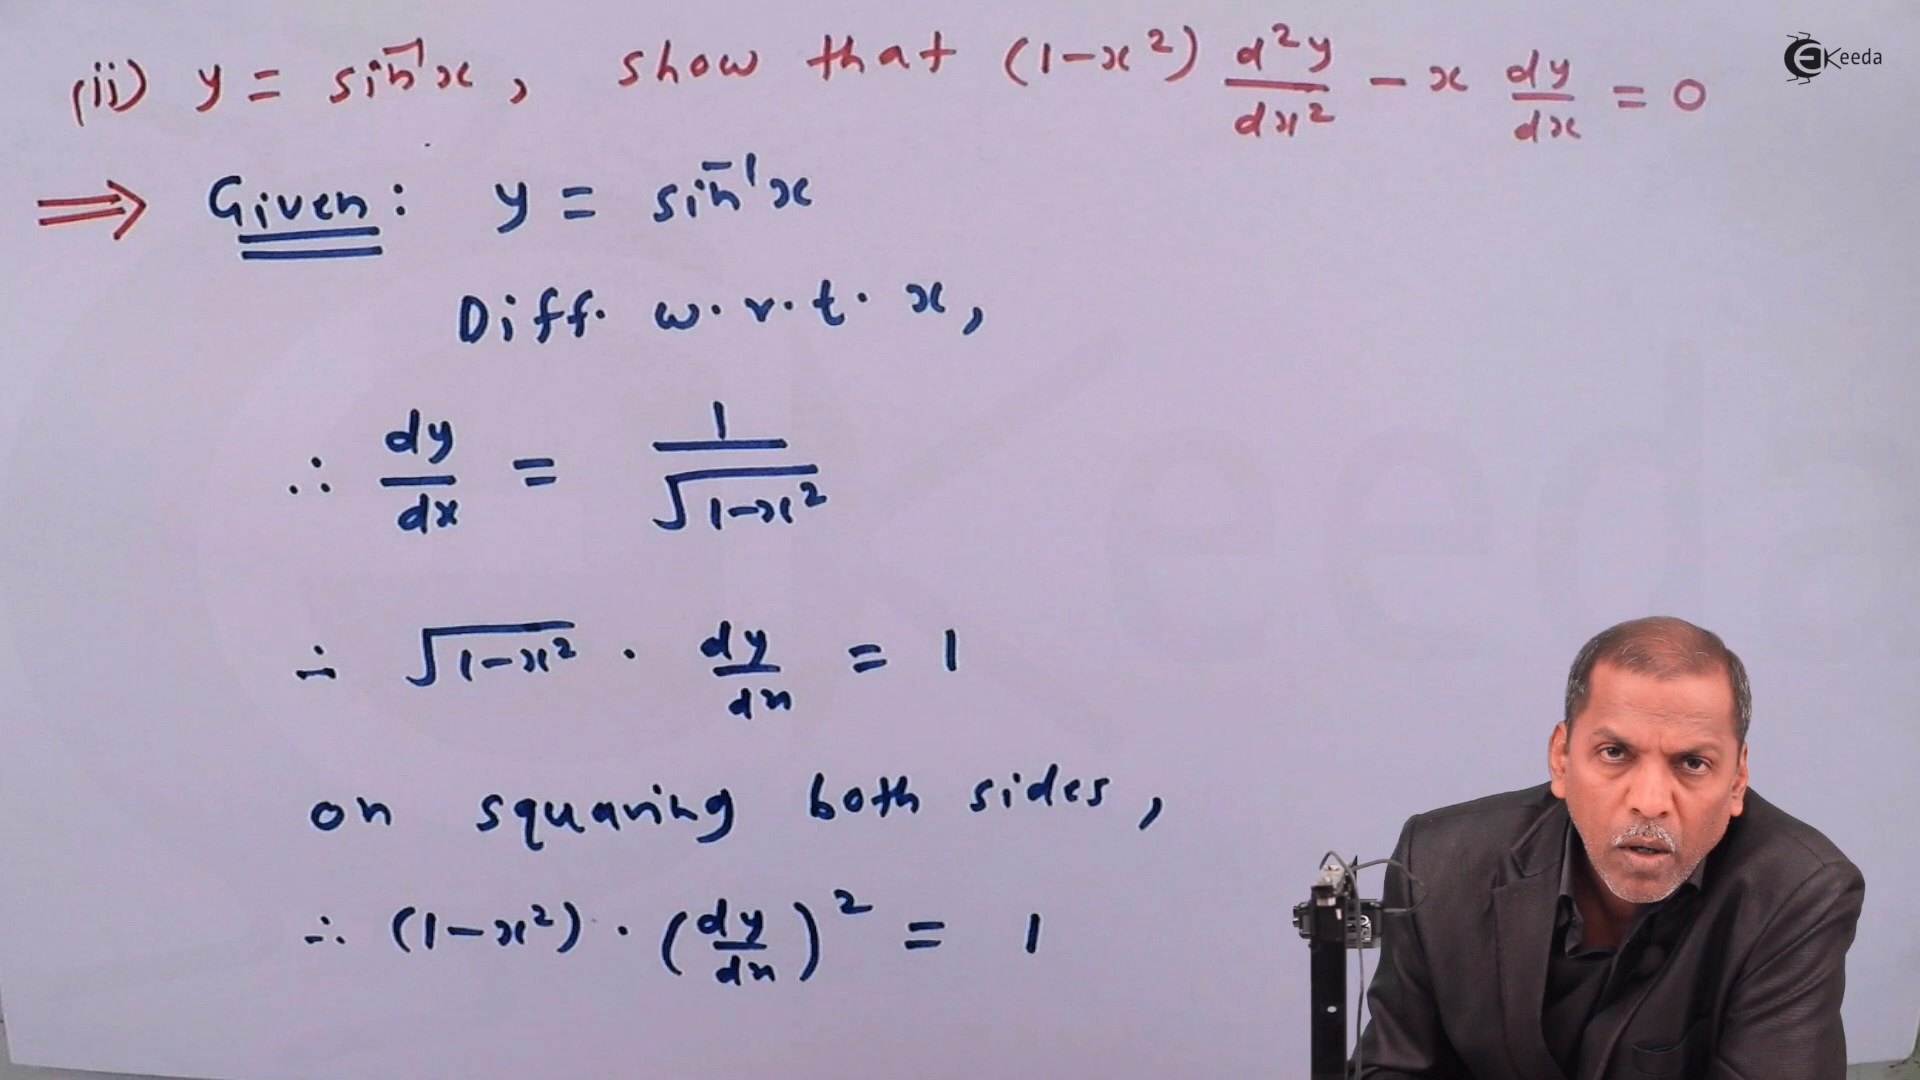 (ii) y = sin⁻¹x, show that (1-x²) d²y/dx² - x dy/dx = 0
EKeeda
⇒ Given: y = sin⁻¹x
Diff. w.r.t. x,
∴ dy/dx = 1/√1-x²
∴ √1-x² · dy/dx = 1
on squaring both sides,
∴ (1-x²) · (dy/dx)² = 1